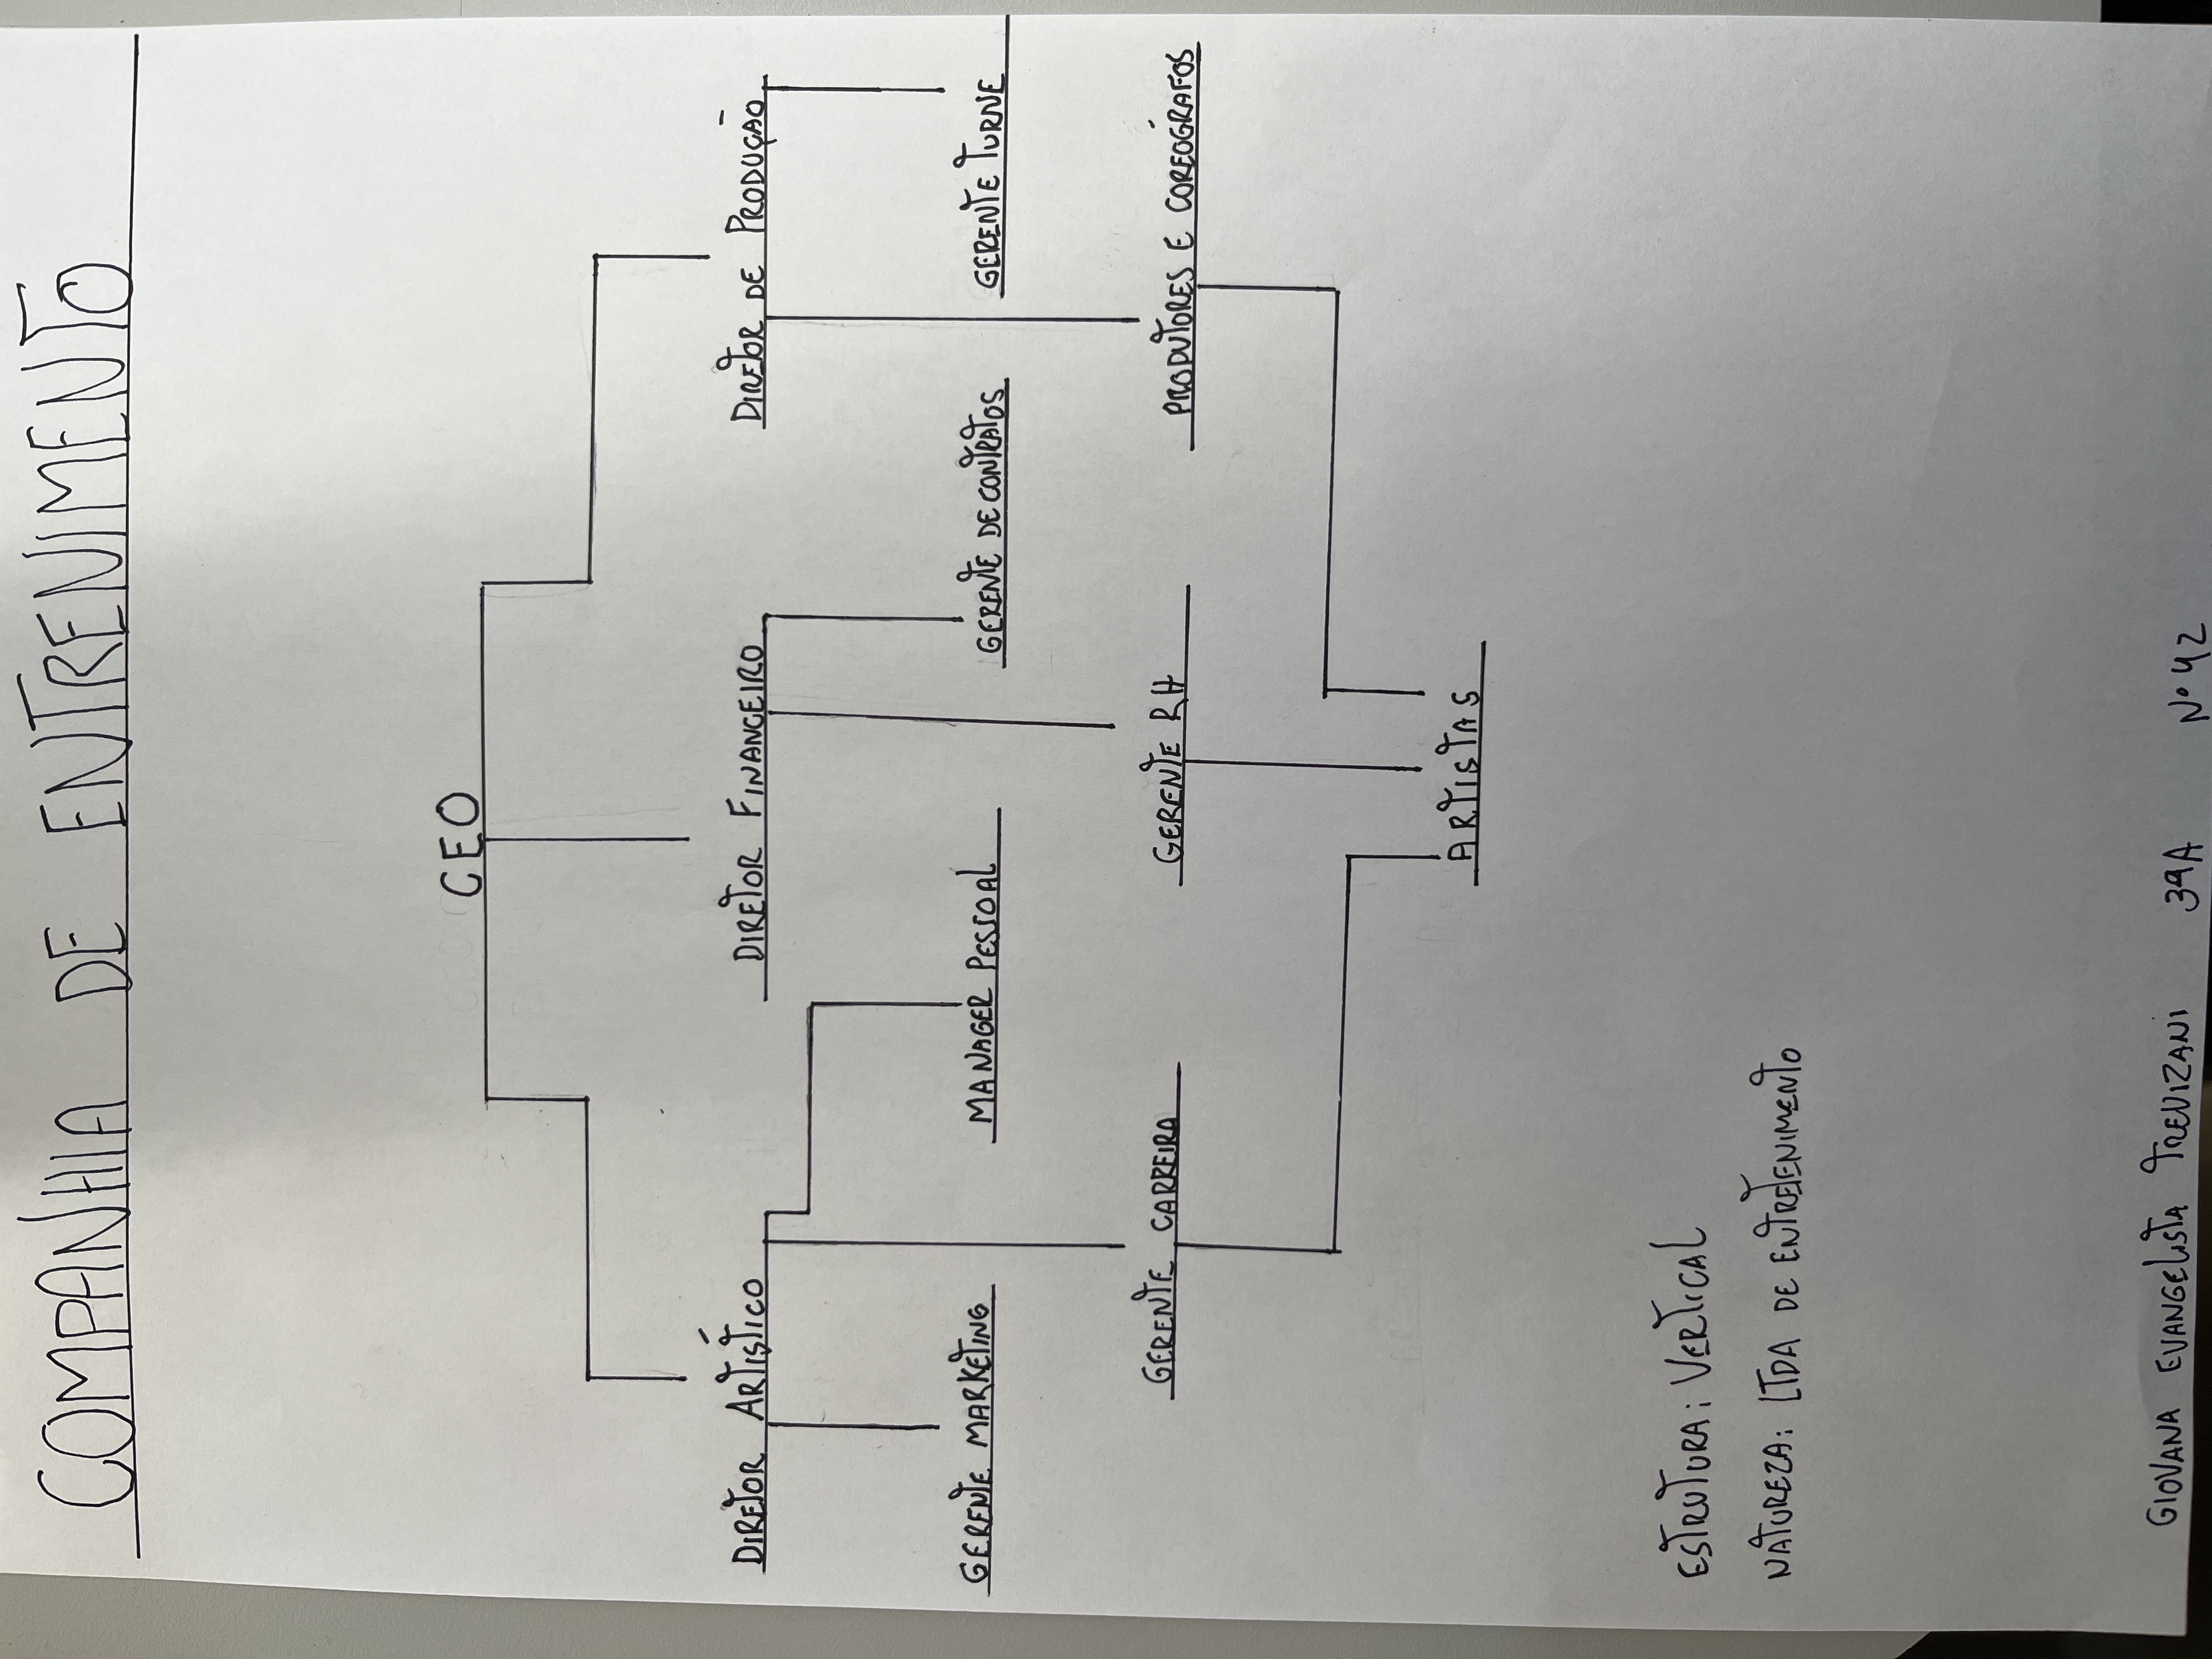 COMPANHIA DE ENTRENIMENTO
CEO
DIRETOR ARTÍSTICO
DIRETOR FINANCEIRO
DIRETOR DE PRODUÇÃO
GERENTE MARKETING
MANAGER PESSOAL
GERENTE DE CONTRATOS
GERENTE TURNE
GERENTE CARREIRA
GERENTE RH
PRODUTORES E COREÓGRAFOS
ARTISTAS
ESTRUTURA: VERTICAL
NATUREZA: LTDA DE ENTRETENIMENTO
GIOVANA EVANGELISTA TREVIZANI 39A Nº 42